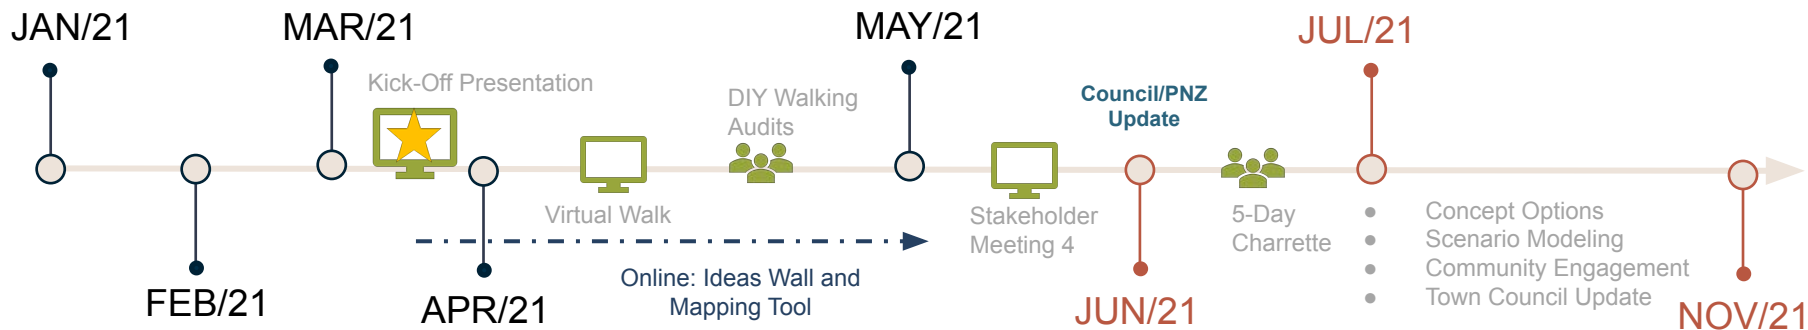 JAN/21
MAR/21
MAY/21
JUL/21
Kick-Off Presentation
DIY Walking
Audits
Council/PNZ
Update
Virtual Walk
Stakeholder
Meeting 4
5-Day
Charrette
• Concept Options
• Scenario Modeling
• Community Engagement
• Town Council Update
Online: Ideas Wall and
Mapping Tool
FEB/21
APR/21
JUN/21
NOV/21